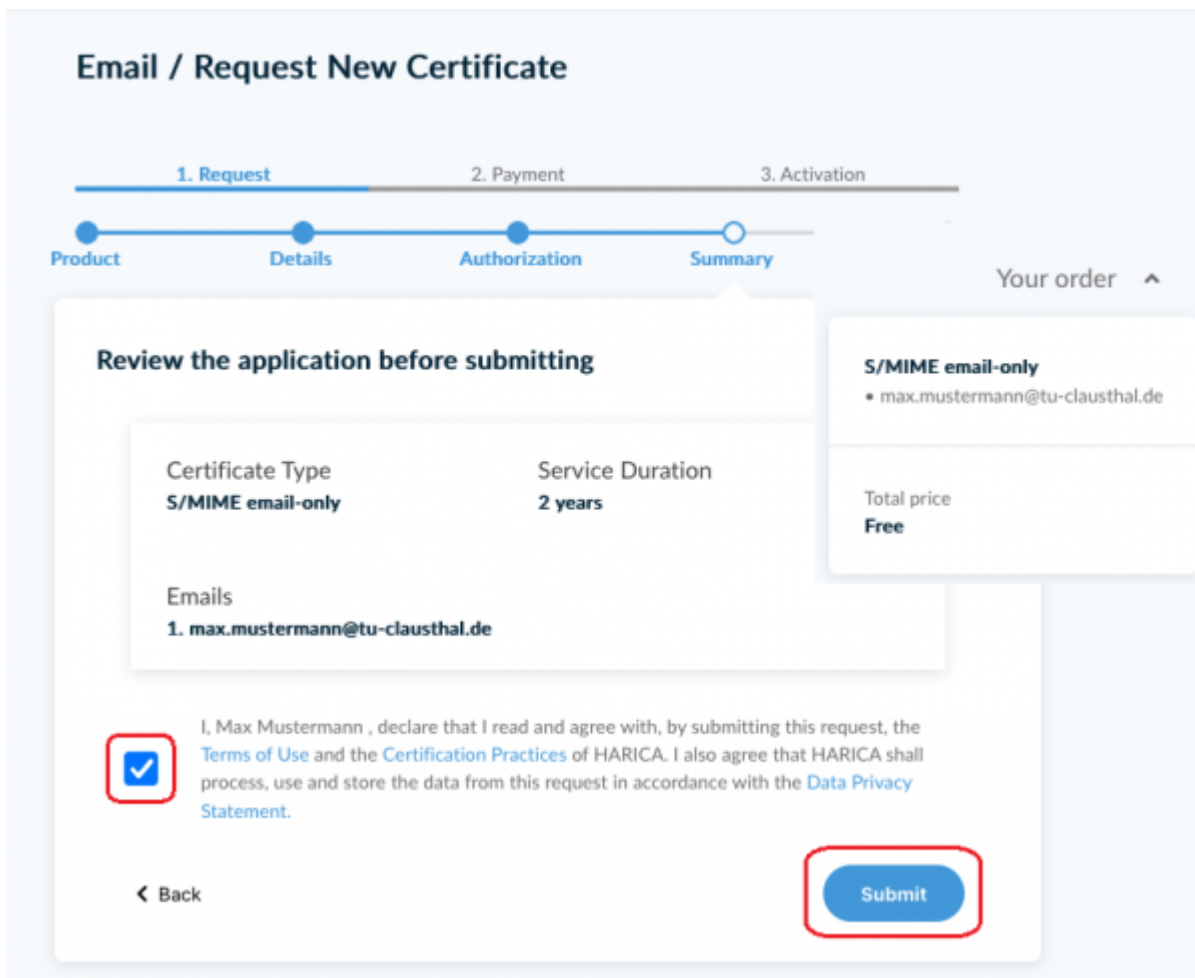 Email / Request New Certificate
1. Request
2. Payment
3. Activation
Product
Details
Authorization
Summary
Your order
Review the application before submitting
S/MIME email-only
• max.mustermann@tu-clausthal.de
Certificate Type
S/MIME email-only
Service Duration
2 years
Total price
Free
Emails
1. max.mustermann@tu-clausthal.de
I, Max Mustermann , declare that I read and agree with, by submitting this request, the
Terms of Use and the Certification Practices of HARICA. I also agree that HARICA shall
process, use and store the data from this request in accordance with the Data Privacy
Statement.
Back
Submit